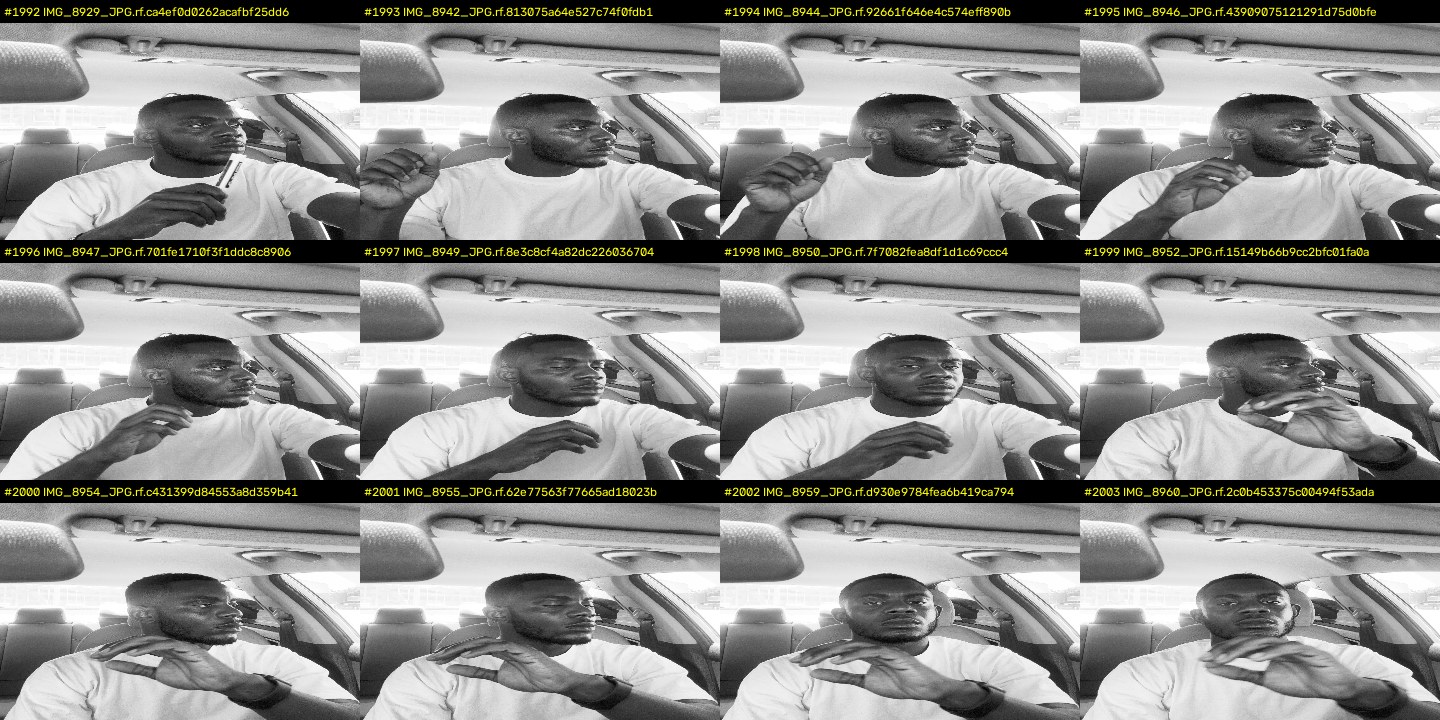 #1992 IMG_8929_JPG.rf.ca4ef0d0262acafbf25dd6
#1993 IMG_8942_JPG.rf.813075a64e527c74f0fdb1
#1994 IMG_8944_JPG.rf.92661f646e4c574eff890b
#1995 IMG_8946_JPG.rf.43909075121291d75d0bfe
#1996 IMG_8947_JPG.rf.701fe1710f3f1ddc8c8906
#1997 IMG_8949_JPG.rf.8e3c8cf4a82dc226036704
#1998 IMG_8950_JPG.rf.7f7082fea8df1d1c69ccc4
#1999 IMG_8952_JPG.rf.15149b66b9cc2bfc01fa0a
#2000 IMG_8954_JPG.rf.c431399d84553a8d359b41
#2001 IMG_8955_JPG.rf.62e77563f77665ad18023b
#2002 IMG_8959_JPG.rf.d930e9784fea6b419ca794
#2003 IMG_8960_JPG.rf.2c0b453375c00494f53ada